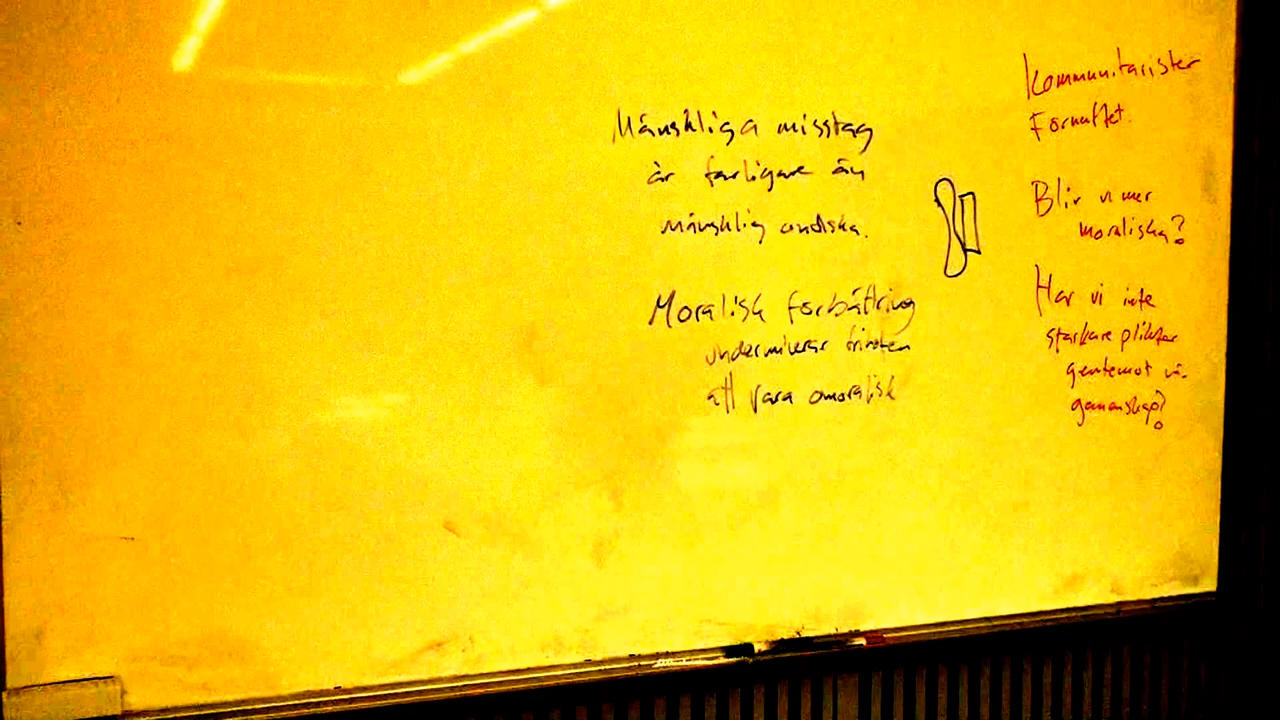 Mänskliga misstag
är farligare än
mänsklig ondska.
Moralisk förbättring
underminerar friheten
att vara omoralisk
Kommunitarister
Förnuftet.
Blir vi mer
moraliska?
Har vi inte
starkare plikter
gentemot vår
gemenskap?